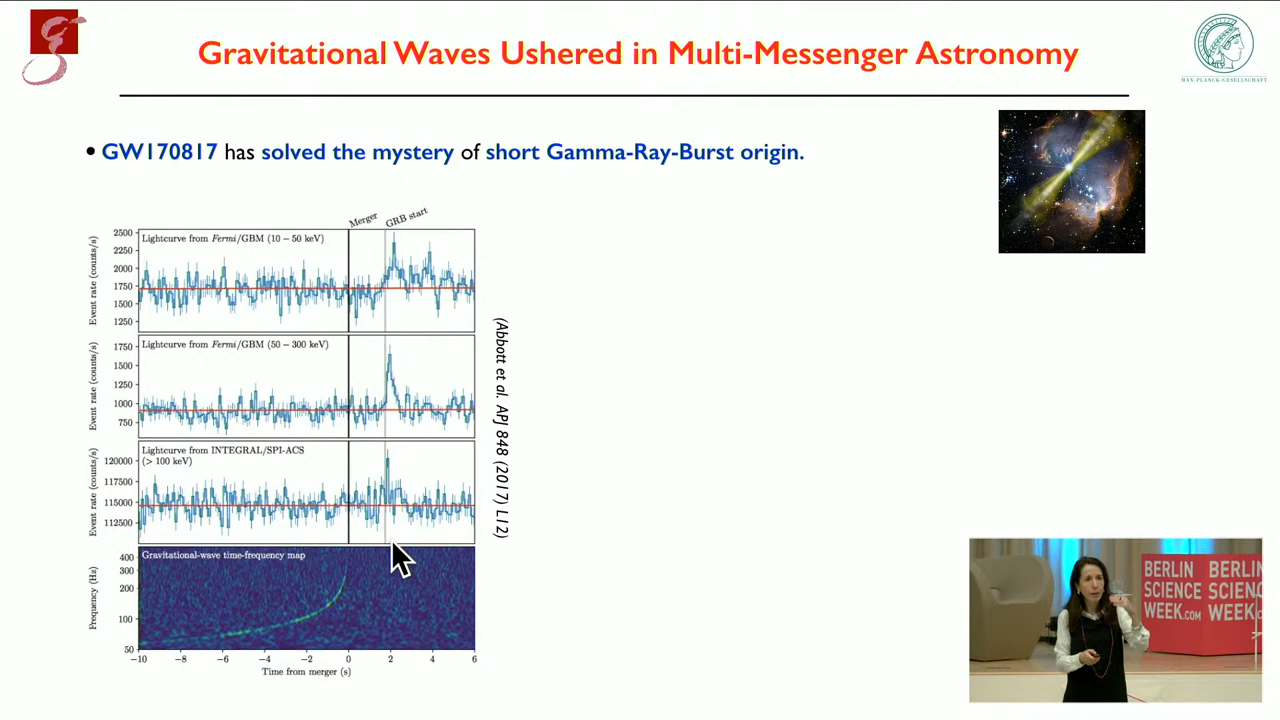 Gravitational Waves Ushered in Multi-Messenger Astronomy
MAX-PLANCK-GESELLSCHAFT
• GW170817 has solved the mystery of short Gamma-Ray-Burst origin.
Merger
GRB start
Lightcurve from Fermi/GBM (10 − 50 keV)
Event rate (counts/s)
2500
2250
2000
1750
1500
1250
Lightcurve from Fermi/GBM (50 − 300 keV)
Event rate (counts/s)
1750
1500
1250
1000
750
Lightcurve from INTEGRAL/SPI-ACS
(> 100 keV)
Event rate (counts/s)
120000
117500
115000
112500
Gravitational-wave time-frequency map
Frequency (Hz)
400
300
200
100
50
−10 −8 −6 −4 −2 0 2 4 6
Time from merger (s)
(Abbott et al. APJ 848 (2017) L12)
BERLIN BERLIN
SCIENCE SCIENC
WEEK.COM WEEK.